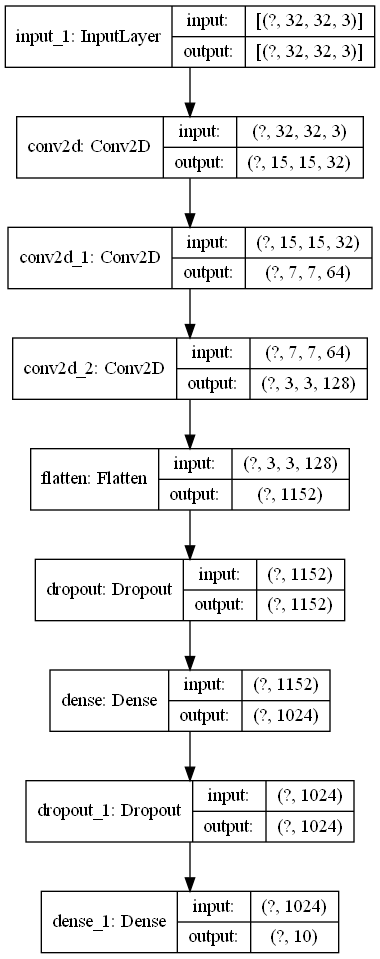 input_1: InputLayer
input: [(?, 32, 32, 3)]
output: [(?, 32, 32, 3)]
conv2d: Conv2D
input: (?, 32, 32, 3)
output: (?, 15, 15, 32)
conv2d_1: Conv2D
input: (?, 15, 15, 32)
output: (?, 7, 7, 64)
conv2d_2: Conv2D
input: (?, 7, 7, 64)
output: (?, 3, 3, 128)
flatten: Flatten
input: (?, 3, 3, 128)
output: (?, 1152)
dropout: Dropout
input: (?, 1152)
output: (?, 1152)
dense: Dense
input: (?, 1152)
output: (?, 1024)
dropout_1: Dropout
input: (?, 1024)
output: (?, 1024)
dense_1: Dense
input: (?, 1024)
output: (?, 10)